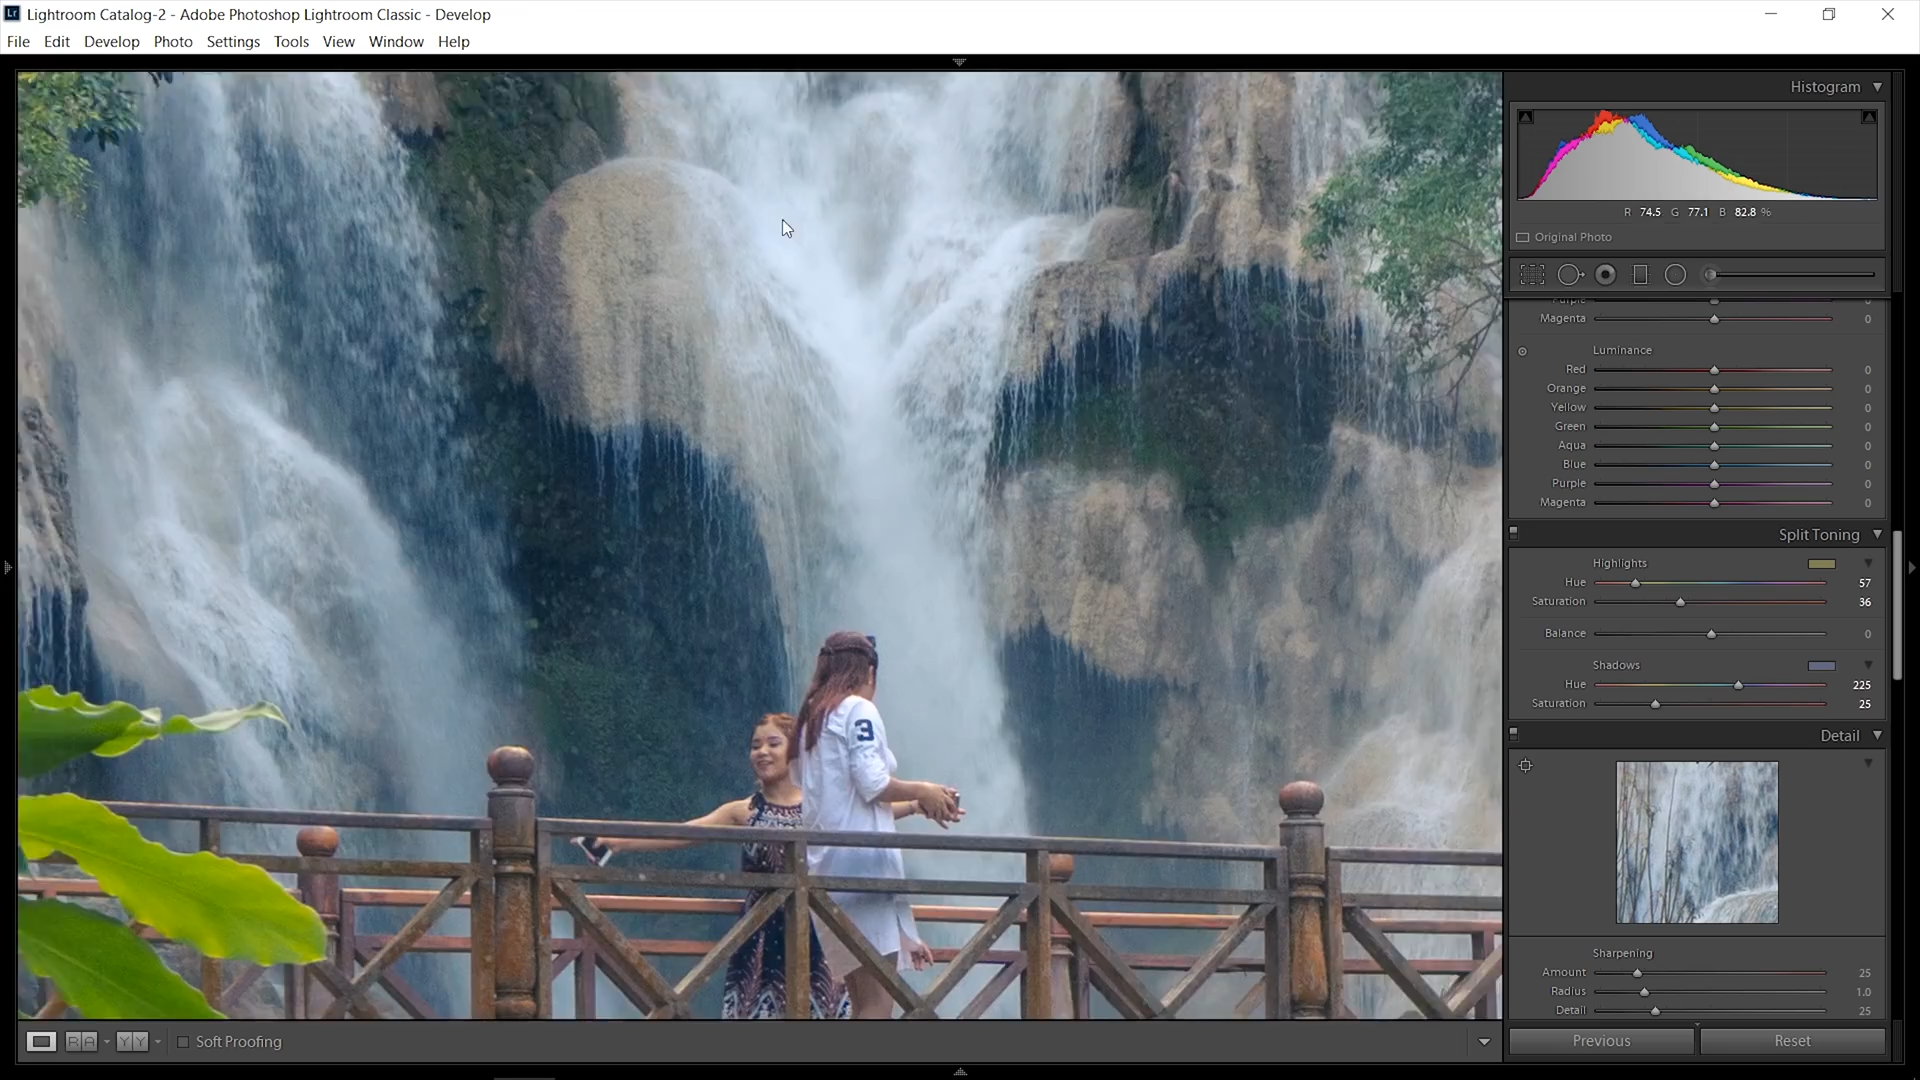 Lr Lightroom Catalog-2 - Adobe Photoshop Lightroom Classic - Develop
File Edit Develop Photo Settings Tools View Window Help
Histogram
R 74.5 G 77.1 B 82.8 %
Original Photo
Purple 0
Magenta 0
Luminance
Red 0
Orange 0
Yellow 0
Green 0
Aqua 0
Blue 0
Purple 0
Magenta 0
Split Toning
Highlights
Hue 57
Saturation 36
Balance 0
Shadows
Hue 225
Saturation 25
Detail
3
Sharpening
Amount 25
Radius 1.0
Detail 25
R A Y Y Soft Proofing
Previous Reset